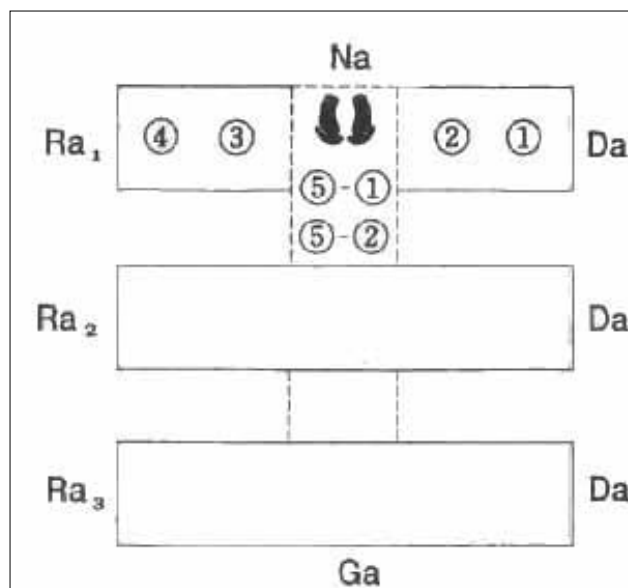 Na
Ra₁ ④ ③ ② ① Da
⑤-①
⑤-②
Ra₂ Da
Ra₃ Da
Ga